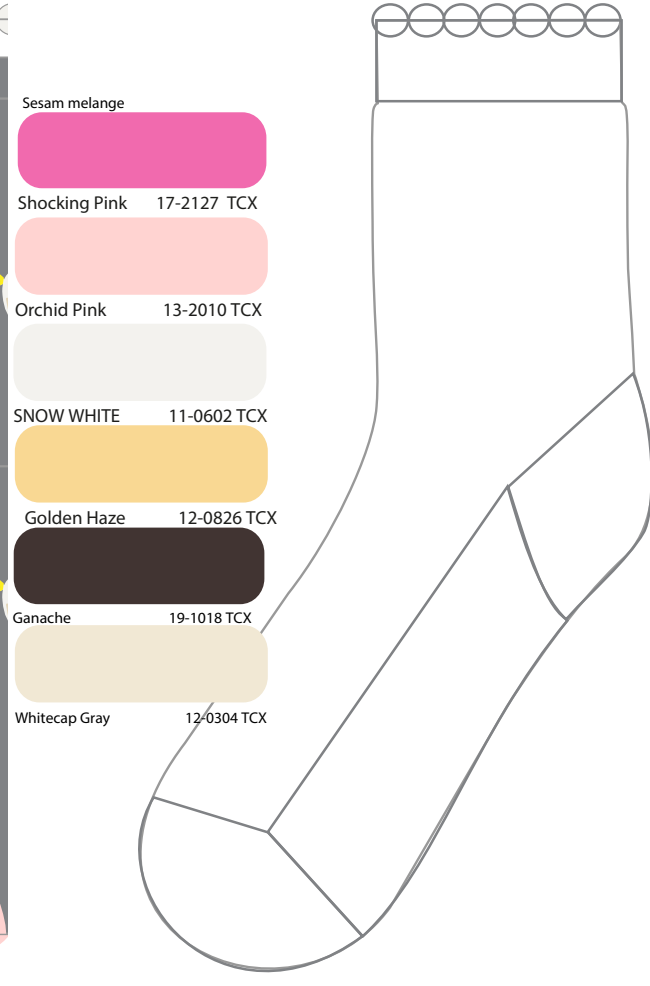 Sesam melange
Shocking Pink 17-2127 TCX
Orchid Pink 13-2010 TCX
SNOW WHITE 11-0602 TCX
Golden Haze 12-0826 TCX
Ganache 19-1018 TCX
Whitecap Gray 12-0304 TCX